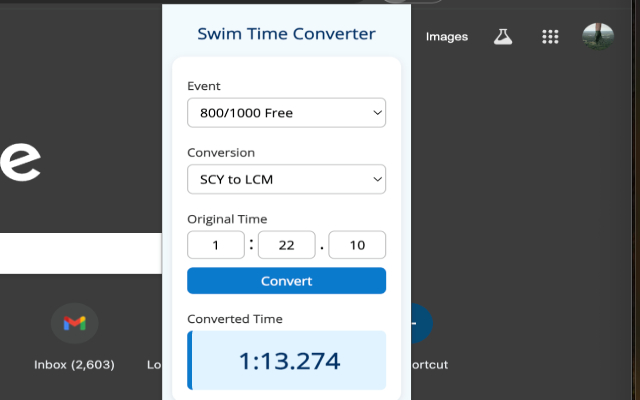 Swim Time Converter
Images
Event
800/1000 Free
Conversion
SCY to LCM
e
Original Time
1 : 22 . 10
Convert
Converted Time
1:13.274
Inbox (2,603)
Lo
ortcut